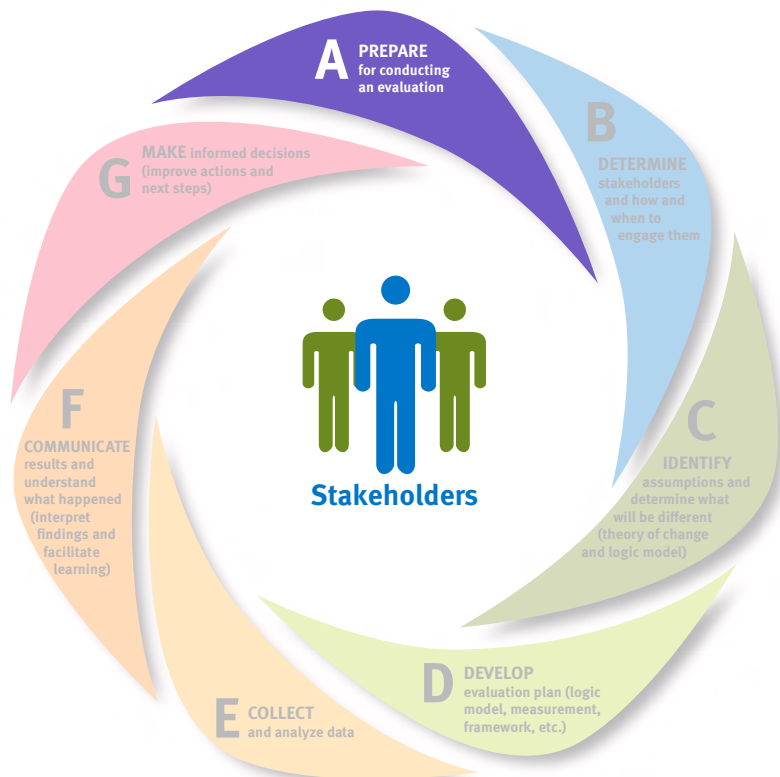 A PREPARE
for conducting
an evaluation
B
DETERMINE
stakeholders
and how and
when to
engage them
C
IDENTIFY
assumptions and
determine what
will be different
(theory of change
and logic model)
D DEVELOP
evaluation plan (logic
model, measurement,
framework, etc.)
E COLLECT
and analyze data
F
COMMUNICATE
results and
understand
what happened
(interpret
findings and
facilitate
learning)
G MAKE informed decisions
(improve actions and
next steps)
Stakeholders